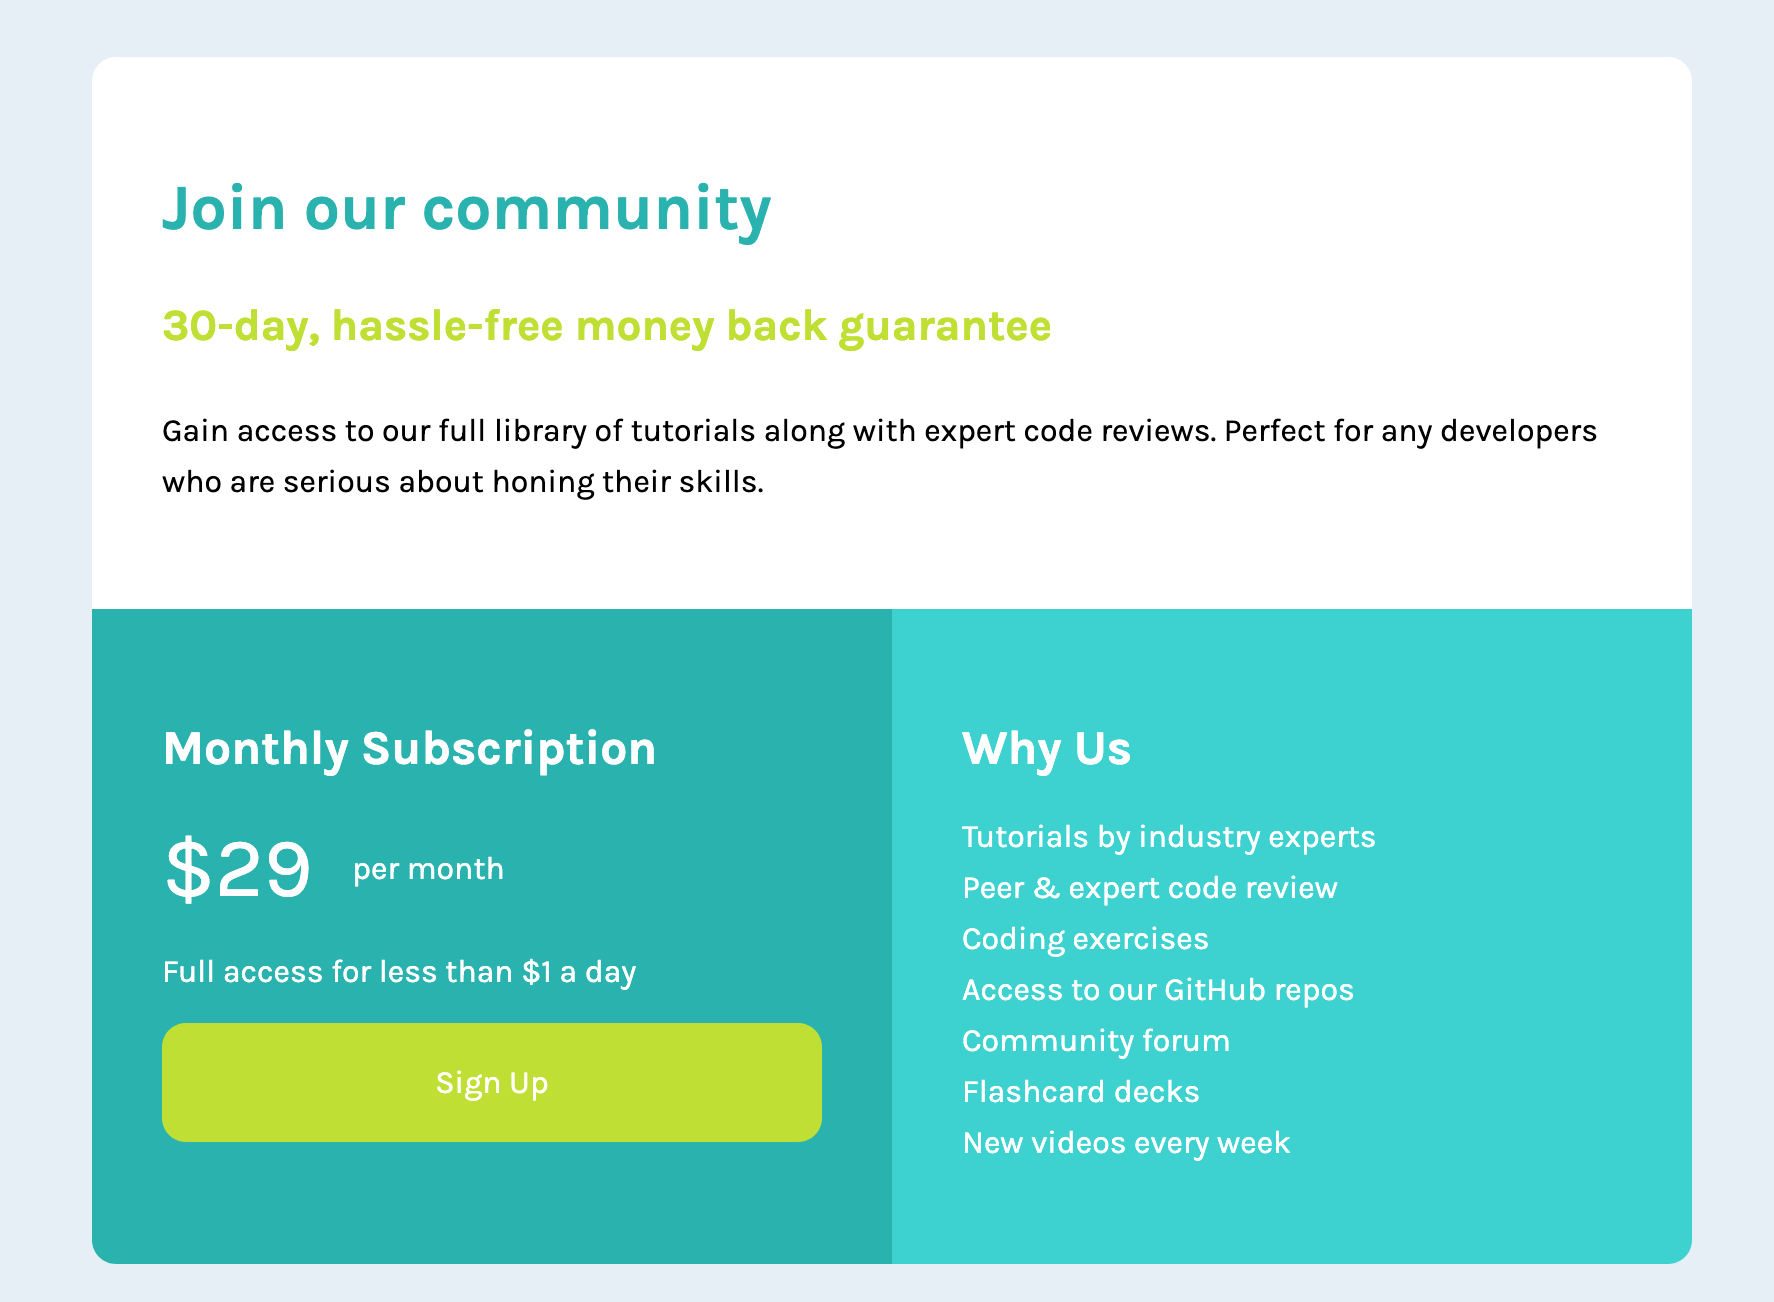 Join our community
30-day, hassle-free money back guarantee
Gain access to our full library of tutorials along with expert code reviews. Perfect for any developers
who are serious about honing their skills.
Monthly Subscription
$29 per month
Full access for less than $1 a day
Sign Up
Why Us
Tutorials by industry experts
Peer & expert code review
Coding exercises
Access to our GitHub repos
Community forum
Flashcard decks
New videos every week